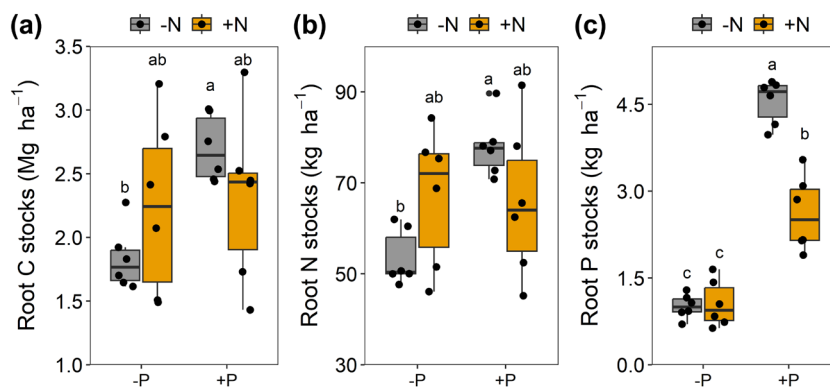 (a) -N +N
Root C stocks (Mg ha⁻¹)
3.5
3.0
2.5
2.0
1.5
1.0
b
ab
a
ab
-P +P
(b) -N +N
Root N stocks (kg ha⁻¹)
90
70
50
30
b
ab
a
ab
-P +P
(c) -N +N
Root P stocks (kg ha⁻¹)
4.5
3.0
1.5
0.0
c
c
a
b
-P +P